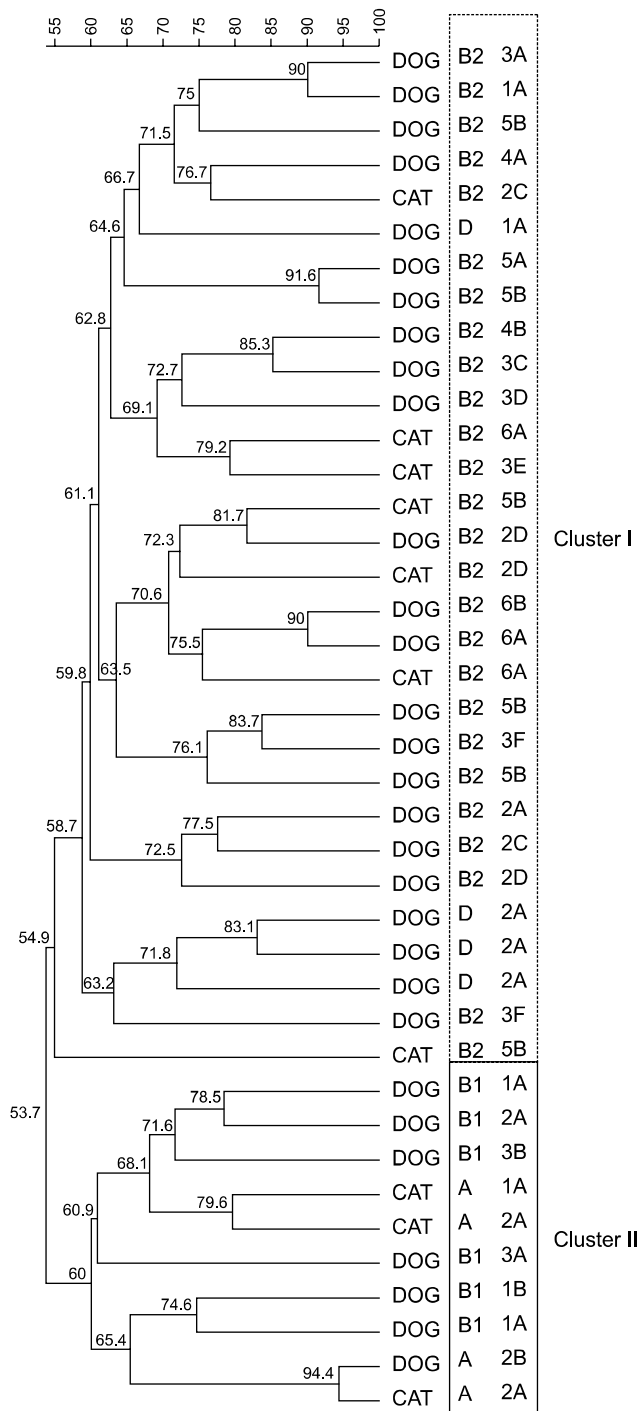 55 60 65 70 75 80 85 90 95 100
DOG B2 3A
90
DOG B2 1A
75
DOG B2 5B
71.5
DOG B2 4A
76.7
CAT B2 2C
66.7
DOG D 1A
64.6
DOG B2 5A
91.6
DOG B2 5B
62.8
DOG B2 4B
85.3
DOG B2 3C
72.7
DOG B2 3D
69.1
CAT B2 6A
79.2
CAT B2 3E
61.1
CAT B2 5B
81.7
DOG B2 2D
Cluster I
72.3
CAT B2 2D
70.6
DOG B2 6B
90
DOG B2 6A
75.5
CAT B2 6A
59.8
63.5
DOG B2 5B
83.7
DOG B2 3F
76.1
DOG B2 5B
DOG B2 2A
58.7
77.5
DOG B2 2C
72.5
DOG B2 2D
DOG D 2A
83.1
54.9
DOG D 2A
71.8
DOG D 2A
63.2
DOG B2 3F
CAT B2 5B
DOG B1 1A
78.5
53.7
DOG B1 2A
71.6
DOG B1 3B
68.1
CAT A 1A
79.6
CAT A 2A
60.9
Cluster II
DOG B1 3A
60
DOG B1 1B
74.6
DOG B1 1A
65.4
DOG A 2B
94.4
CAT A 2A